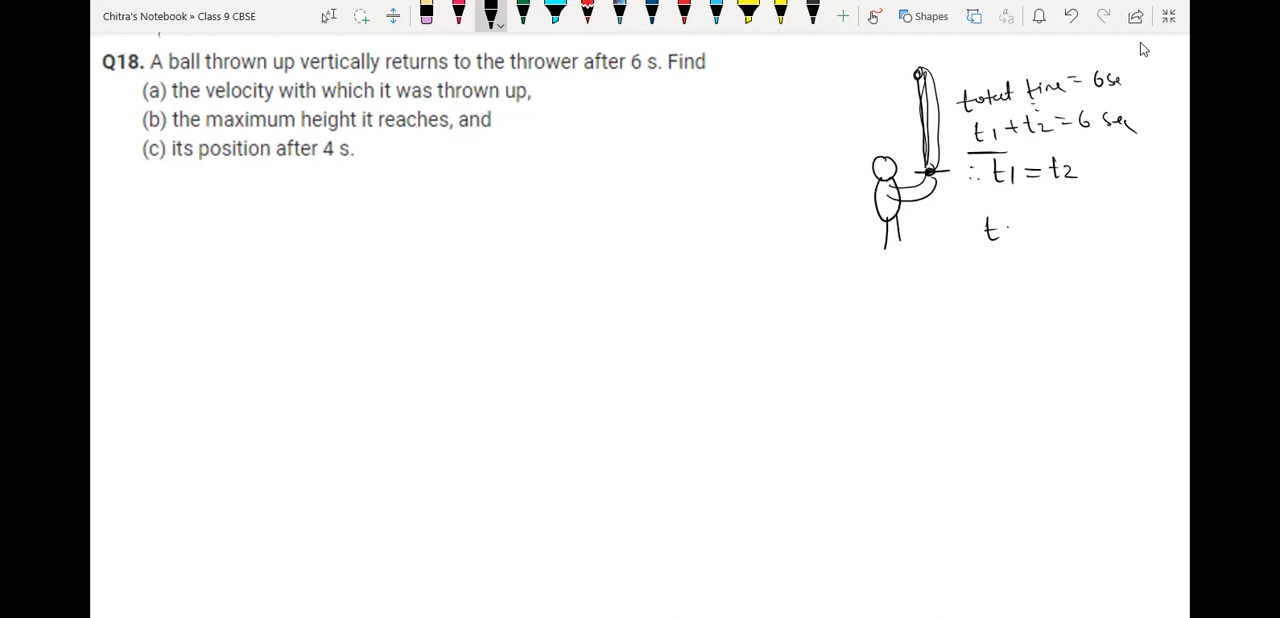 Chitra's Notebook » Class 9 CBSE
Shapes
Q18. A ball thrown up vertically returns to the thrower after 6 s. Find
(a) the velocity with which it was thrown up,
(b) the maximum height it reaches, and
(c) its position after 4 s.
total time = 6 se
t1 + t2 = 6 sec
∴ t1 = t2
t